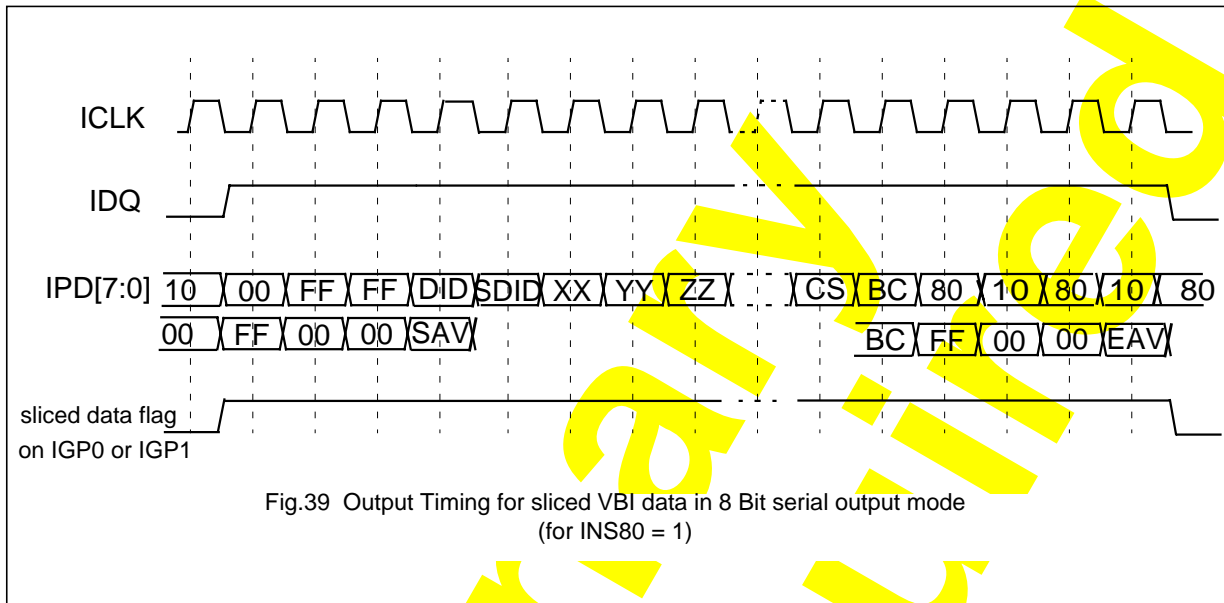 ICLK
IDQ
IPD[7:0] 10 00 FF FF DID SDID XX YY ZZ CS BC 80 10 80 10 80
00 FF 00 00 SAV BC FF 00 00 EAV
sliced data flag
on IGP0 or IGP1
Fig.39 Output Timing for sliced VBI data in 8 Bit serial output mode
(for INS80 = 1)